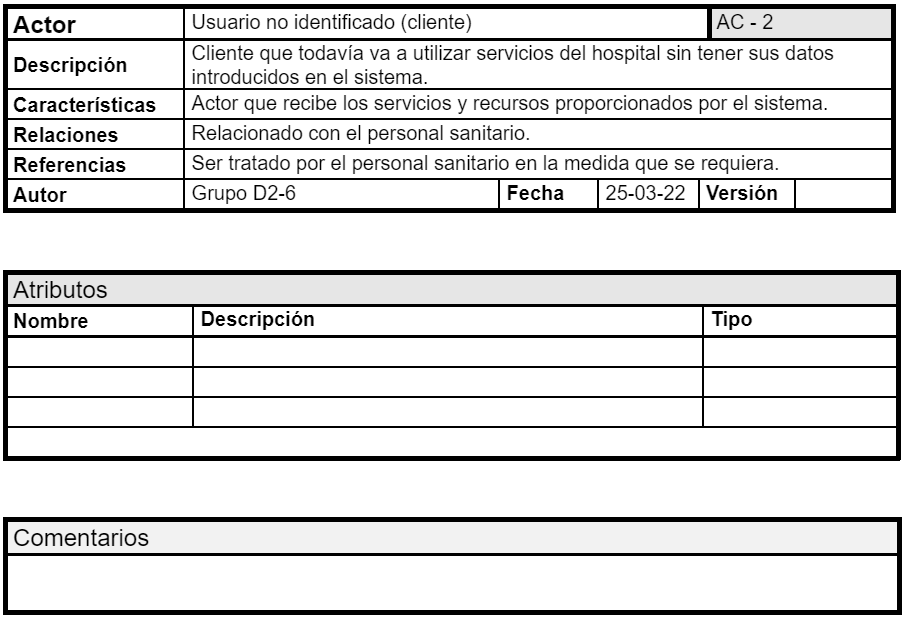 Actor Usuario no identificado (cliente) AC - 2
Descripción Cliente que todavía va a utilizar servicios del hospital sin tener sus datos
introducidos en el sistema.
Características Actor que recibe los servicios y recursos proporcionados por el sistema.
Relaciones Relacionado con el personal sanitario.
Referencias Ser tratado por el personal sanitario en la medida que se requiera.
Autor Grupo D2-6 Fecha 25-03-22 Versión
Atributos
Nombre Descripción Tipo
Comentarios